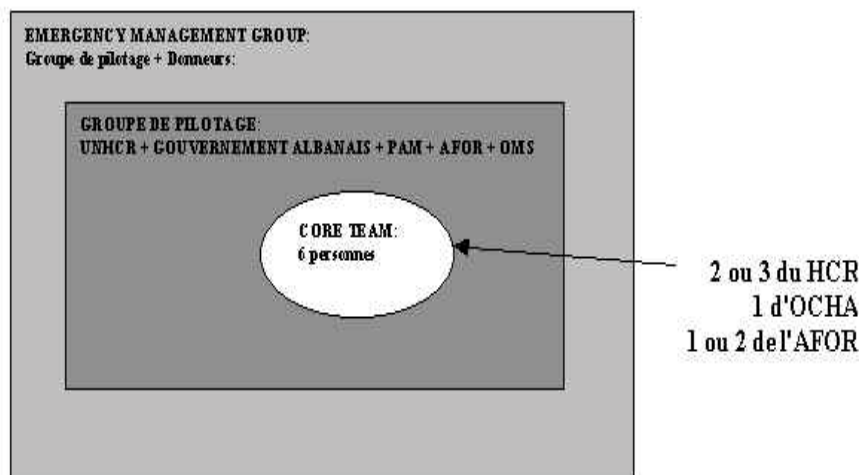 EMERGENCY MANAGEMENT GROUP:
Groupe de pilotage + Donneurs:
GROUPE DE PILOTAGE:
UNHCR + GOUVERNEMENT ALBANAIS + PAM + AFOR + OMS
CORE TEAM:
6 personnes
2 ou 3 du HCR
1 d'OCHA
1 ou 2 de l'AFOR